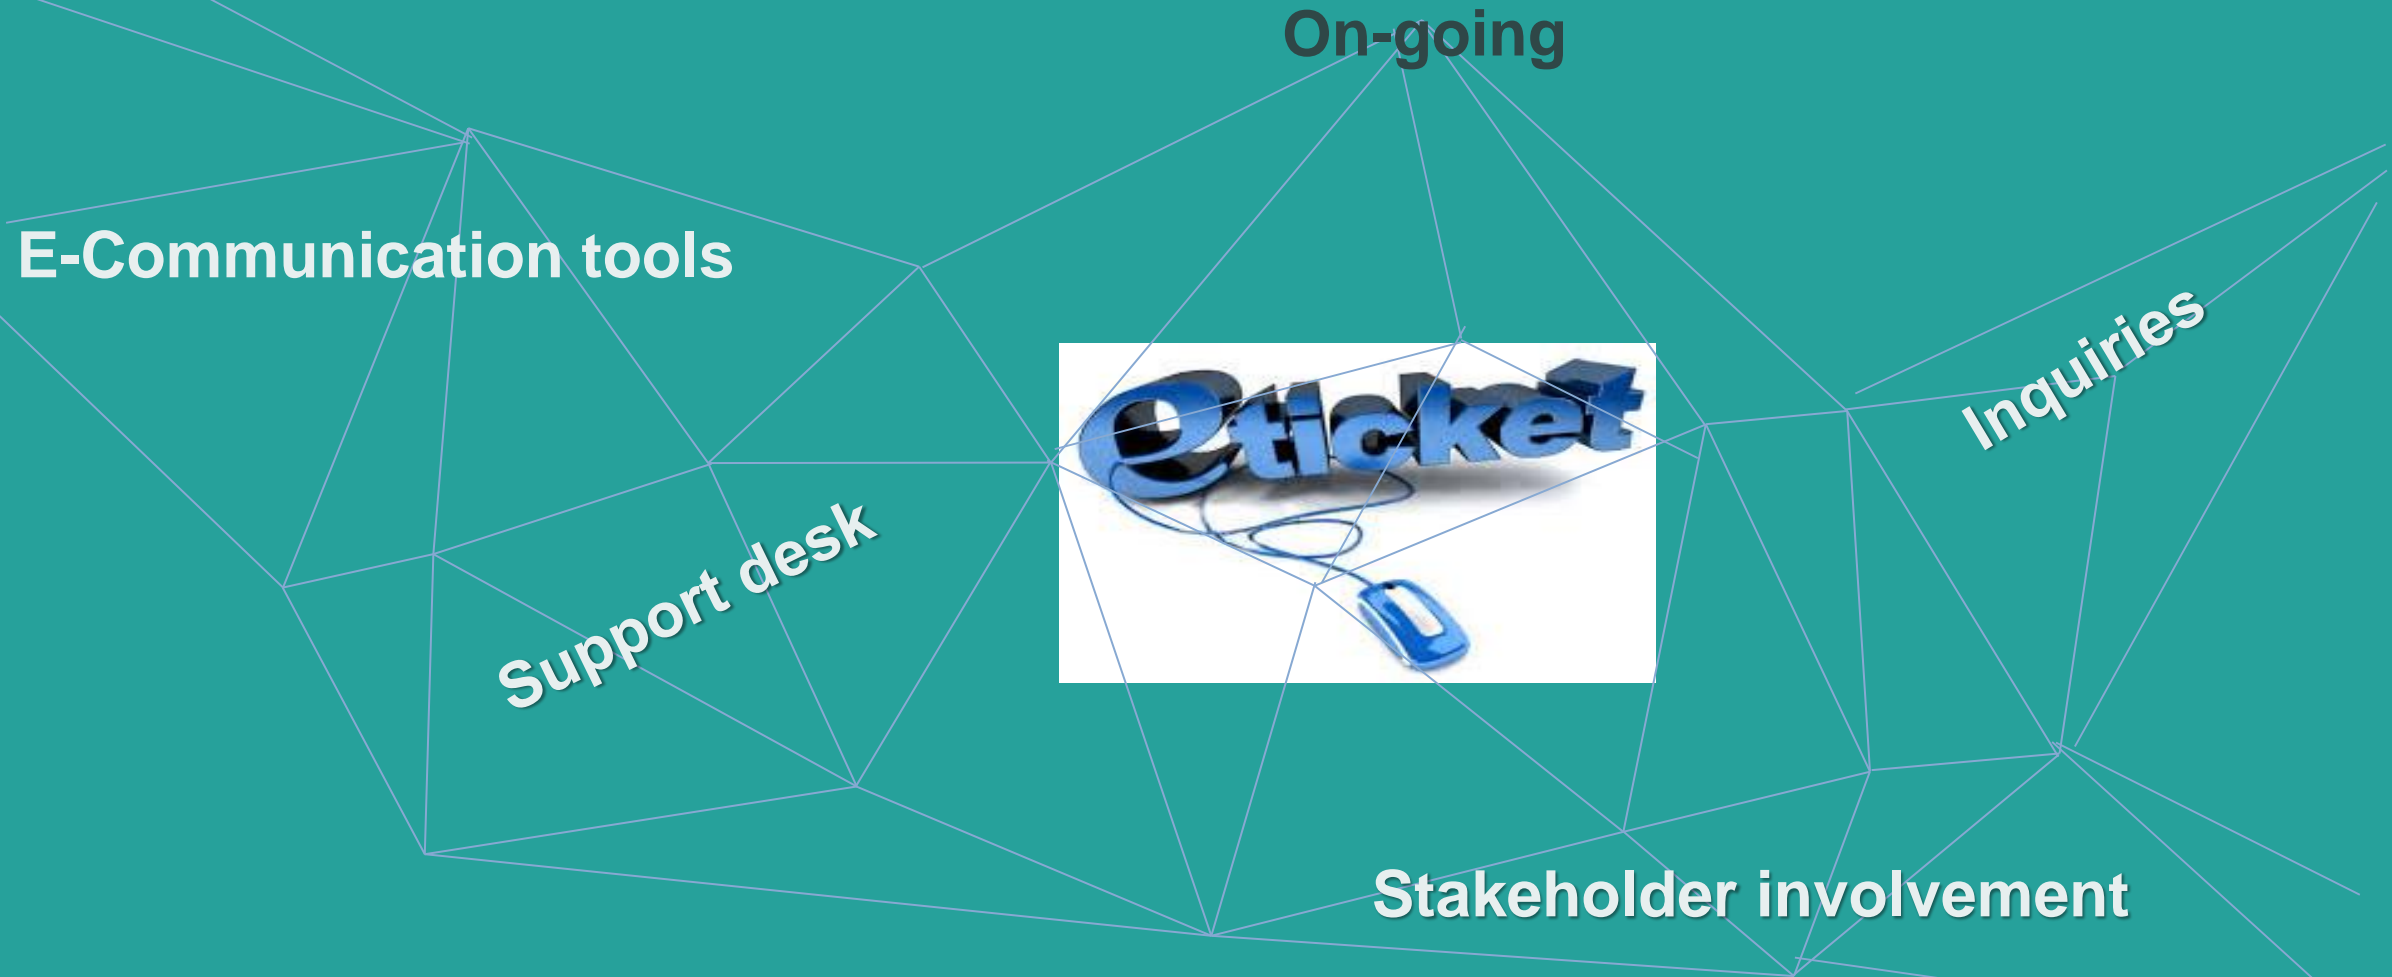 On-going
E-Communication tools
Inquiries
eticket
Support desk
Stakeholder involvement